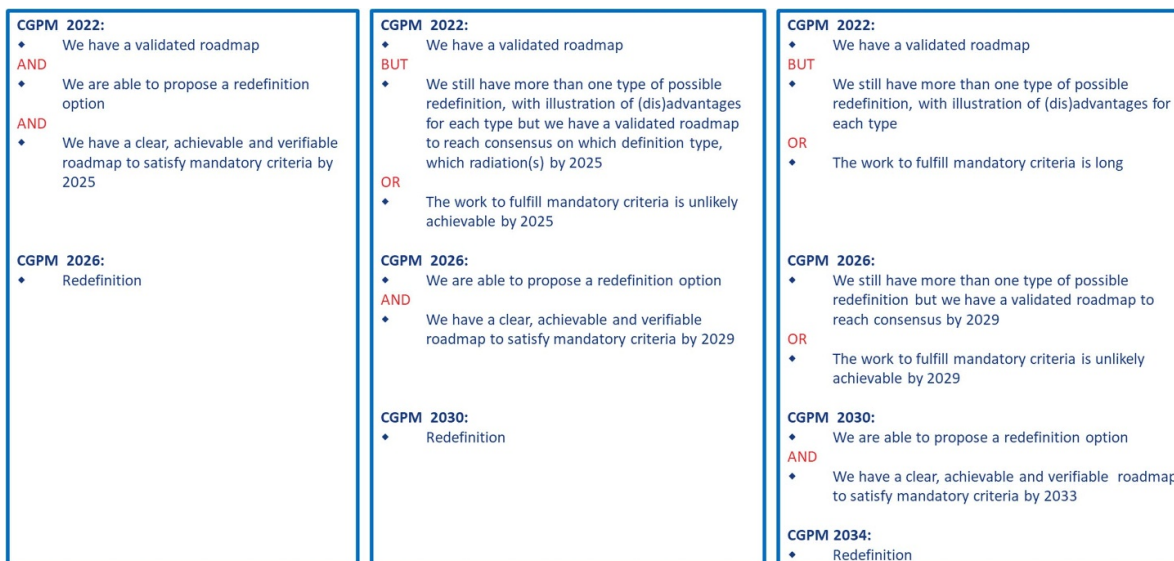 CGPM 2022:
We have a validated roadmap
AND
We are able to propose a redefinition
option
AND
We have a clear, achievable and verifiable
roadmap to satisfy mandatory criteria by
2025
CGPM 2026:
Redefinition
CGPM 2022:
We have a validated roadmap
BUT
We still have more than one type of possible
redefinition, with illustration of (dis)advantages
for each type but we have a validated roadmap
to reach consensus on which definition type,
which radiation(s) by 2025
OR
The work to fulfill mandatory criteria is unlikely
achievable by 2025
CGPM 2026:
We are able to propose a redefinition option
AND
We have a clear, achievable and verifiable
roadmap to satisfy mandatory criteria by 2029
CGPM 2030:
Redefinition
CGPM 2022:
We have a validated roadmap
BUT
We still have more than one type of possible
redefinition, with illustration of (dis)advantages for
each type
OR
The work to fulfill mandatory criteria is long
CGPM 2026:
We still have more than one type of possible
redefinition but we have a validated roadmap to
reach consensus by 2029
OR
The work to fulfill mandatory criteria is unlikely
achievable by 2029
CGPM 2030:
We are able to propose a redefinition option
AND
We have a clear, achievable and verifiable roadmap
to satisfy mandatory criteria by 2033
CGPM 2034:
Redefinition